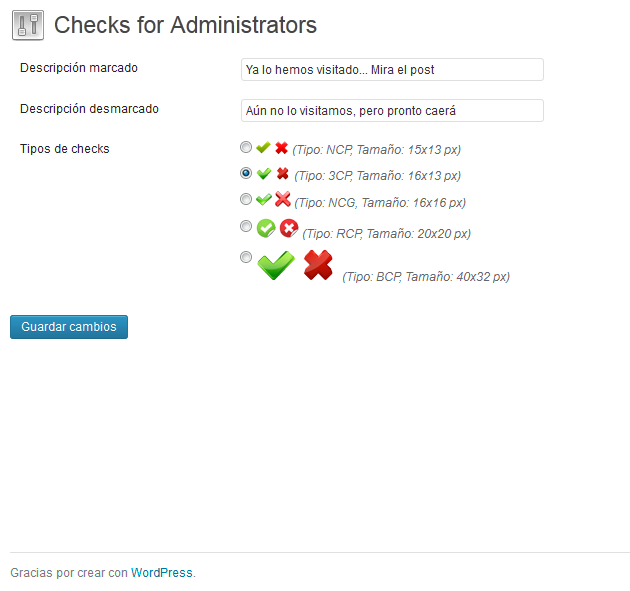 Checks for Administrators
Descripción marcado
Ya lo hemos visitado... Mira el post
Descripción desmarcado
Aún no lo visitamos, pero pronto caerá
Tipos de checks
(Tipo: NCP, Tamaño: 15x13 px)
(Tipo: 3CP, Tamaño: 16x13 px)
(Tipo: NCG, Tamaño: 16x16 px)
(Tipo: RCP, Tamaño: 20x20 px)
(Tipo: BCP, Tamaño: 40x32 px)
Guardar cambios
Gracias por crear con WordPress.